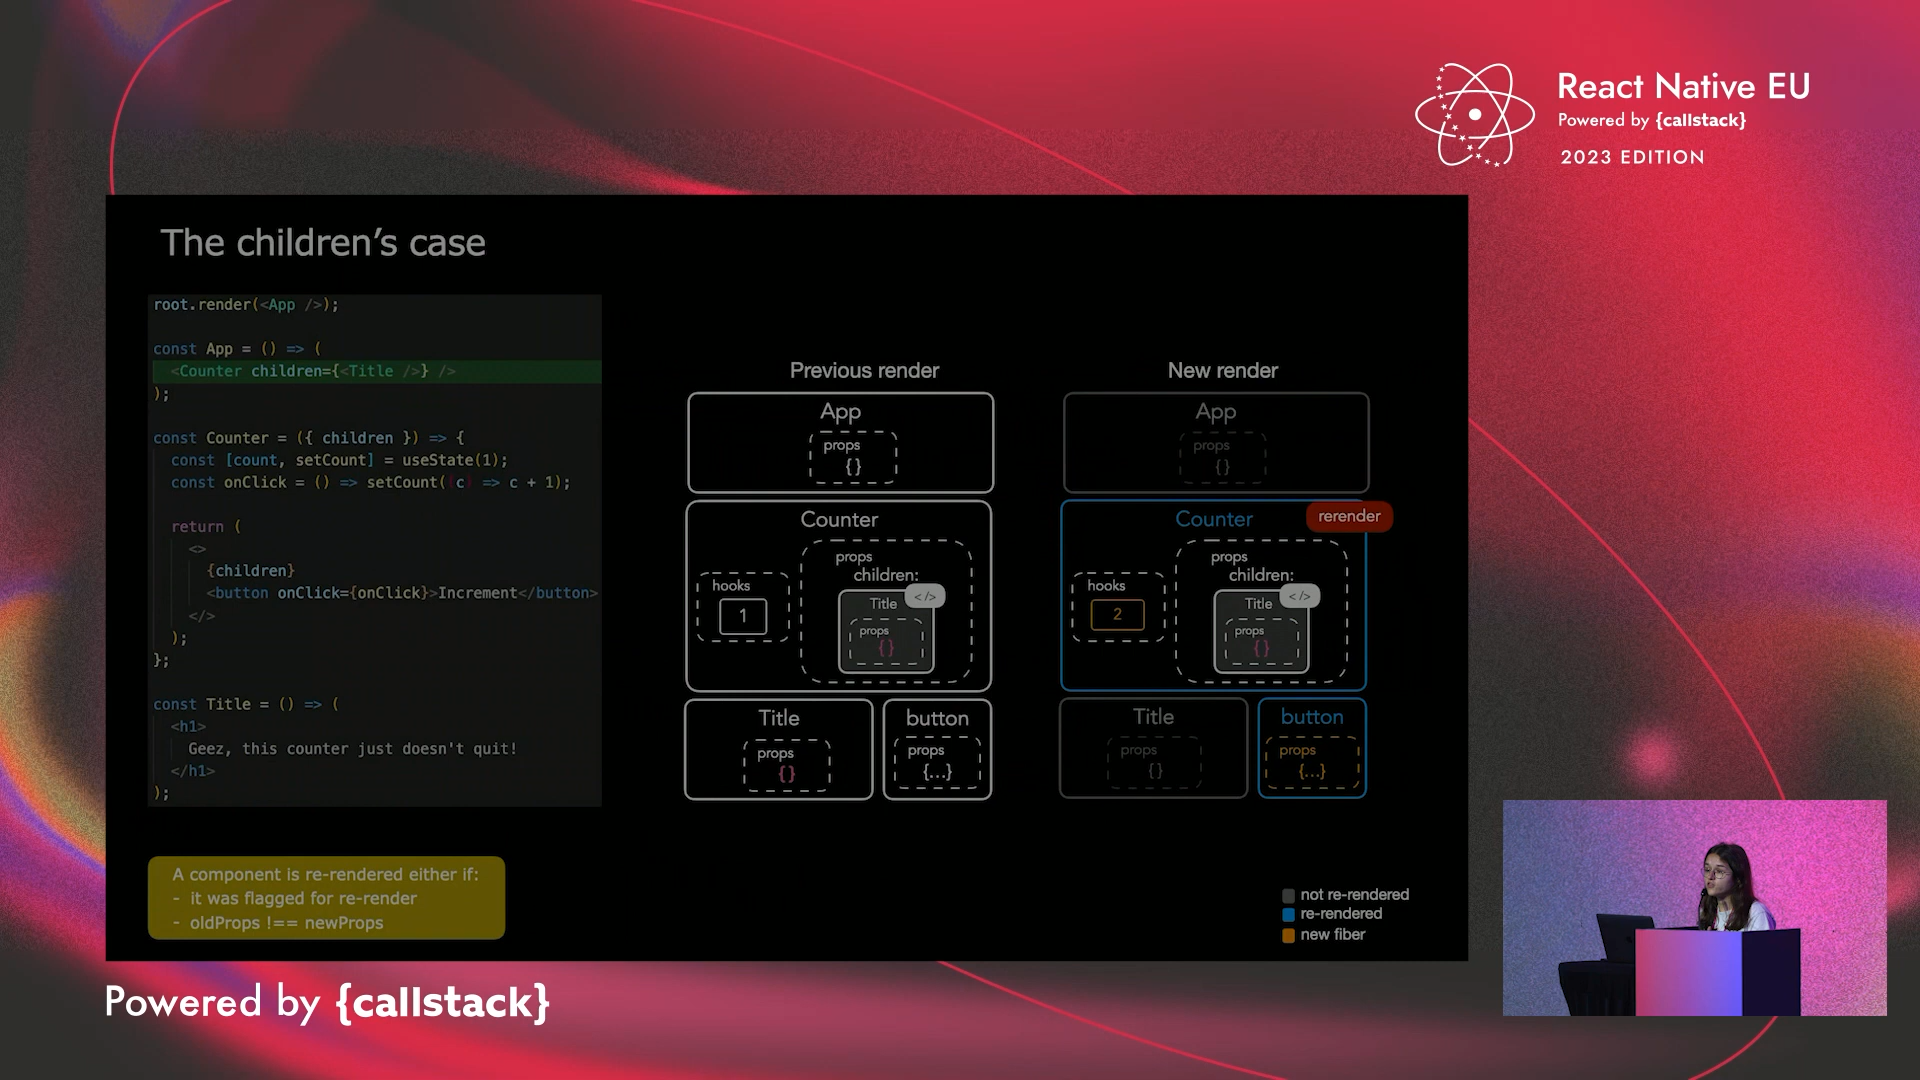 React Native EU
Powered by {callstack}
2023 EDITION
The children's case
root.render(<App />);
const App = () => (
<Counter children={<Title />} />
);
const Counter = ({ children }) => {
const [count, setCount] = useState(1);
const onClick = () => setCount((c) => c + 1);
return (
<>
{children}
<button onClick={onClick}>Increment</button>
</>
);
};
const Title = () => (
<h1>
Geez, this counter just doesn't quit!
</h1>
);
A component is re-rendered either if:
- it was flagged for re-render
- oldProps !== newProps
Previous render
App
props
{}
Counter
hooks
1
props
children:
</>
Title
props
{}
Title
props
{}
button
props
{...}
New render
App
props
{}
Counter
rerender
hooks
2
props
children:
</>
Title
props
{}
Title
props
{}
button
props
{...}
not re-rendered
re-rendered
new fiber
Powered by {callstack}